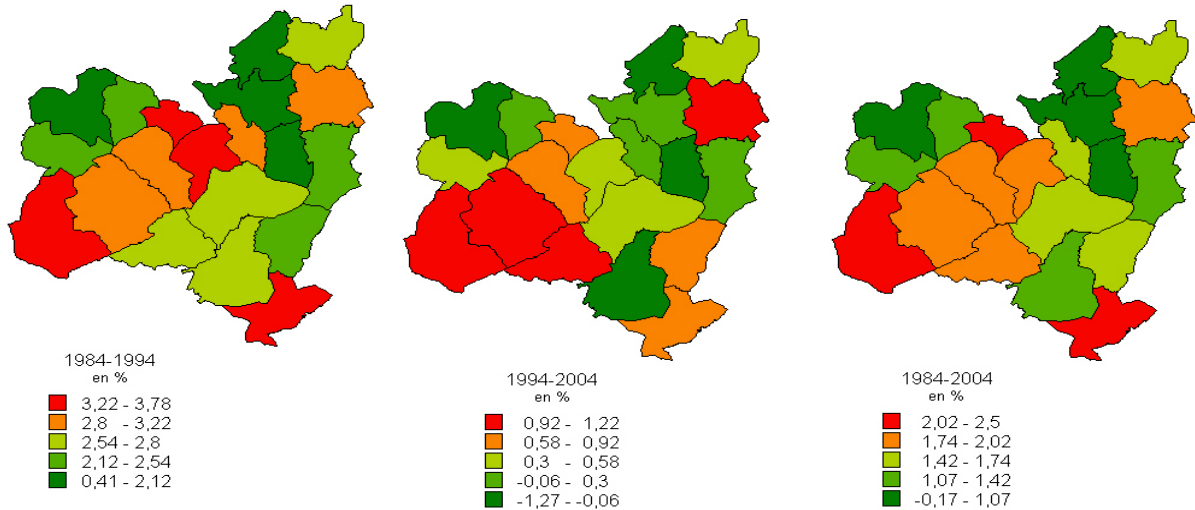 1984-1994
en %
3,22 - 3,78
2,8 - 3,22
2,54 - 2,8
2,12 - 2,54
0,41 - 2,12
1994-2004
en %
0,92 - 1,22
0,58 - 0,92
0,3 - 0,58
-0,06 - 0,3
-1,27 - -0,06
1984-2004
en %
2,02 - 2,5
1,74 - 2,02
1,42 - 1,74
1,07 - 1,42
-0,17 - 1,07